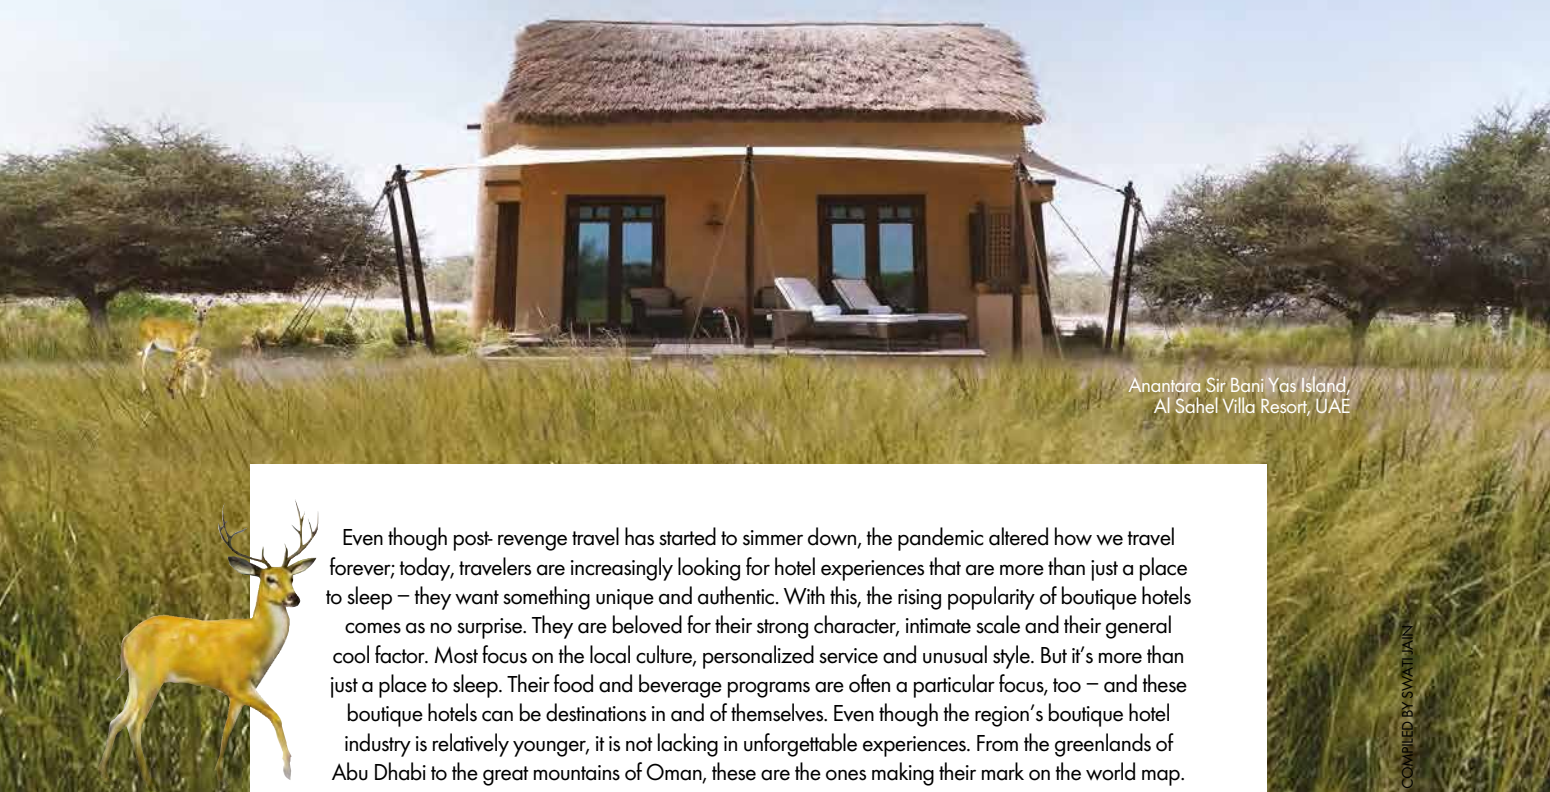 Anantara Sir Bani Yas Island,
Al Sahel Villa Resort, UAE
Even though post- revenge travel has started to simmer down, the pandemic altered how we travel
forever; today, travelers are increasingly looking for hotel experiences that are more than just a place
to sleep – they want something unique and authentic. With this, the rising popularity of boutique hotels
comes as no surprise. They are beloved for their strong character, intimate scale and their general
cool factor. Most focus on the local culture, personalized service and unusual style. But it's more than
just a place to sleep. Their food and beverage programs are often a particular focus, too – and these
boutique hotels can be destinations in and of themselves. Even though the region's boutique hotel
industry is relatively younger, it is not lacking in unforgettable experiences. From the greenlands of
Abu Dhabi to the great mountains of Oman, these are the ones making their mark on the world map.
COMPILED BY SWATI JAIN